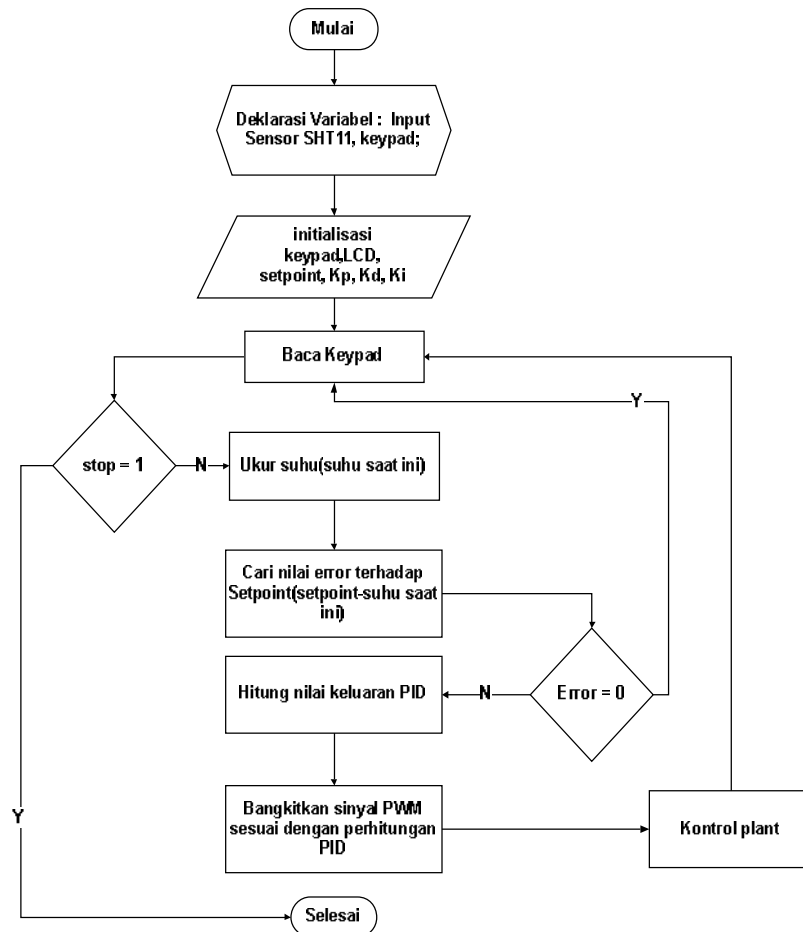 Mulai
Deklarasi Variabel : Input
Sensor SHT11, keypad;
initialisasi
keypad,LCD,
setpoint, Kp, Kd, Ki
Baca Keypad
Y
stop = 1
N
Ukur suhu(suhu saat ini)
Cari nilai error terhadap
Setpoint(setpoint-suhu saat
ini)
Hitung nilai keluaran PID
N
Error = 0
Y
Bangkitkan sinyal PWM
sesuai dengan perhitungan
PID
Kontrol plant
Selesai